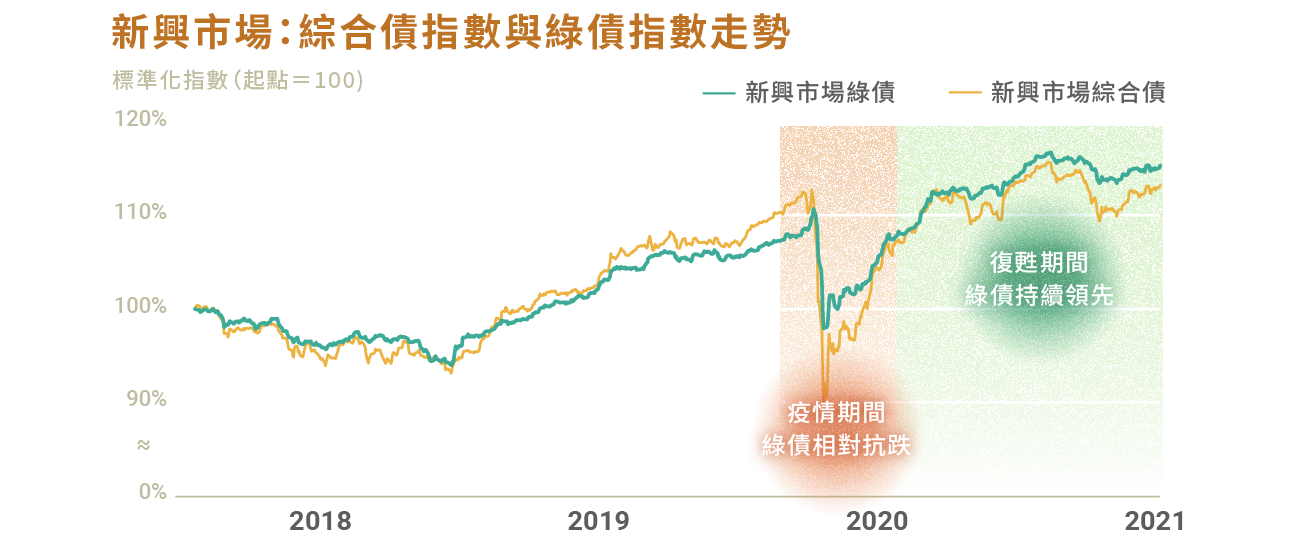 新興市場：綜合債指數與綠債指數走勢
標準化指數（起點＝100）
新興市場綠債
新興市場綜合債
120%
110%
100%
90%
≈
0%
復甦期間
綠債持續領先
疫情期間
綠債相對抗跌
2018
2019
2020
2021